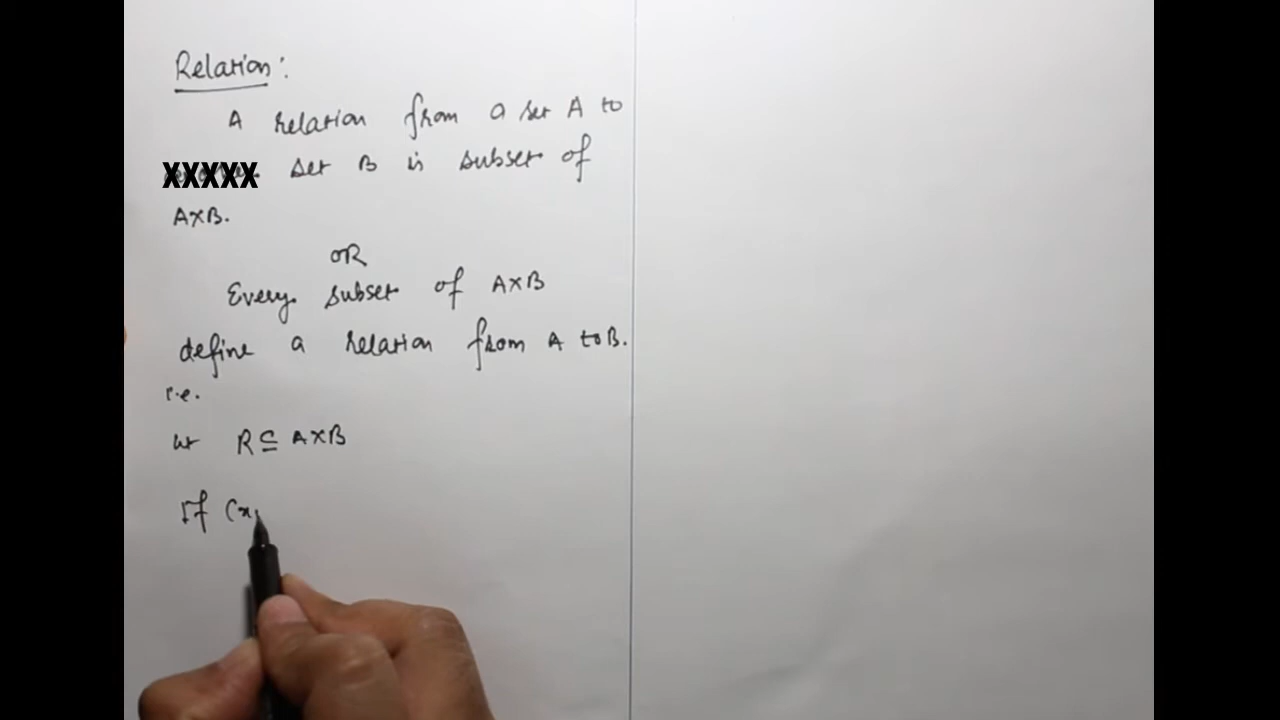 Relation:
A relation from a set A to
XXXXX set B is subset of
A×B.
OR
Every subset of A×B
define a relation from A to B.
i.e.
let R ⊆ A×B
If (x,